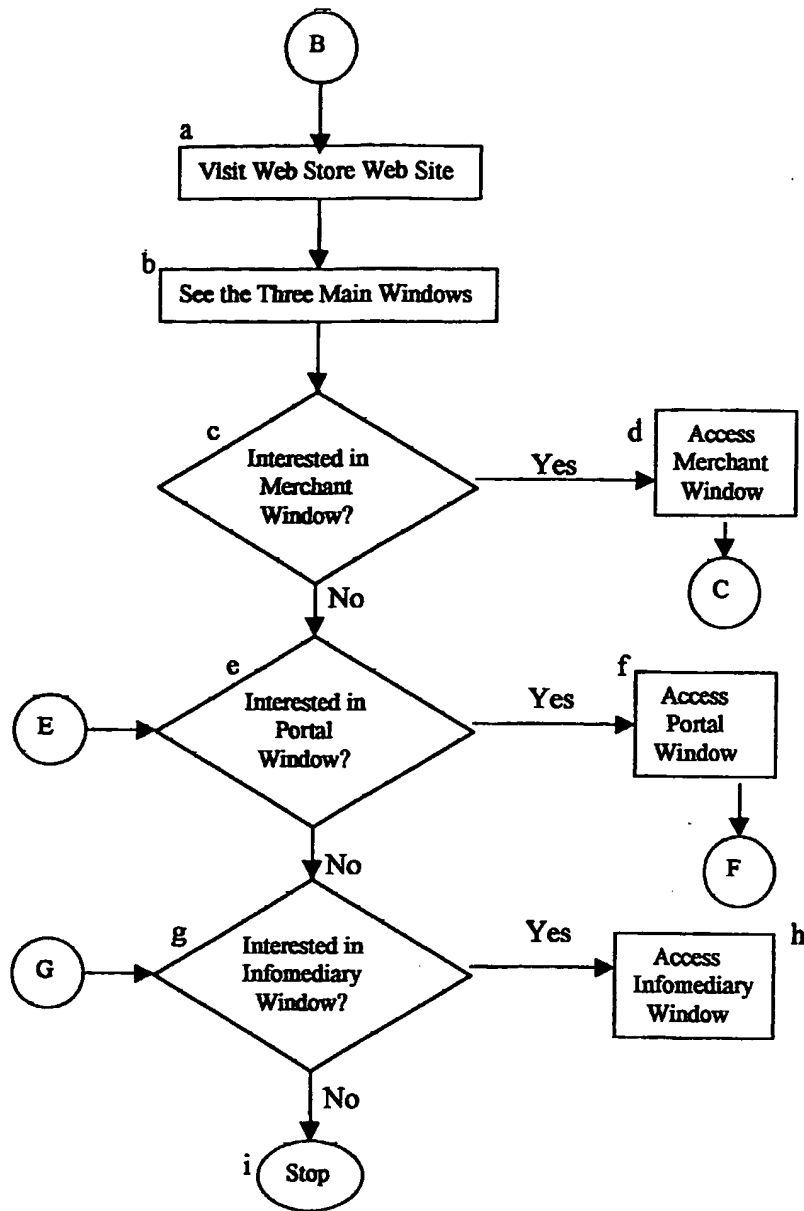 B
a
Visit Web Store Web Site
b
See the Three Main Windows
c
Interested in
Merchant
Window?
Yes
d
Access
Merchant
Window
C
No
E
e
Interested in
Portal
Window?
Yes
f
Access
Portal
Window
F
No
G
g
Interested in
Infomediary
Window?
Yes
h
Access
Infomediary
Window
No
i
Stop